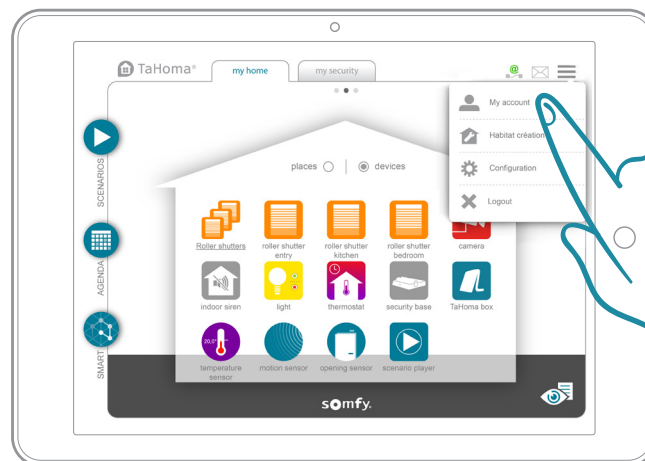 TaHoma®
my home
my security
@
My account
Habitat création
Configuration
Logout
places
devices
SCENARIOS
AGENDA
SMART
Roller shutters
roller shutter
entry
roller shutter
kitchen
roller shutter
bedroom
camera
indoor siren
light
thermostat
security base
TaHoma box
20,0°
temperature
sensor
motion sensor
opening sensor
scenario player
somfy.